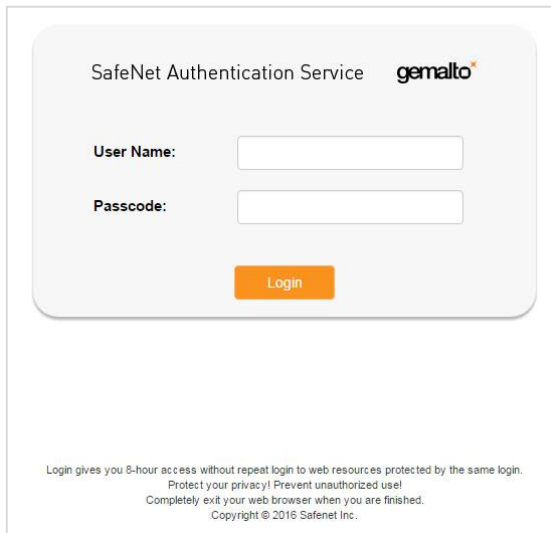 SafeNet Authentication Service gemalto
User Name:
Passcode:
Login
Login gives you 8-hour access without repeat login to web resources protected by the same login.
Protect your privacy! Prevent unauthorized use!
Completely exit your web browser when you are finished.
Copyright © 2016 Safenet Inc.